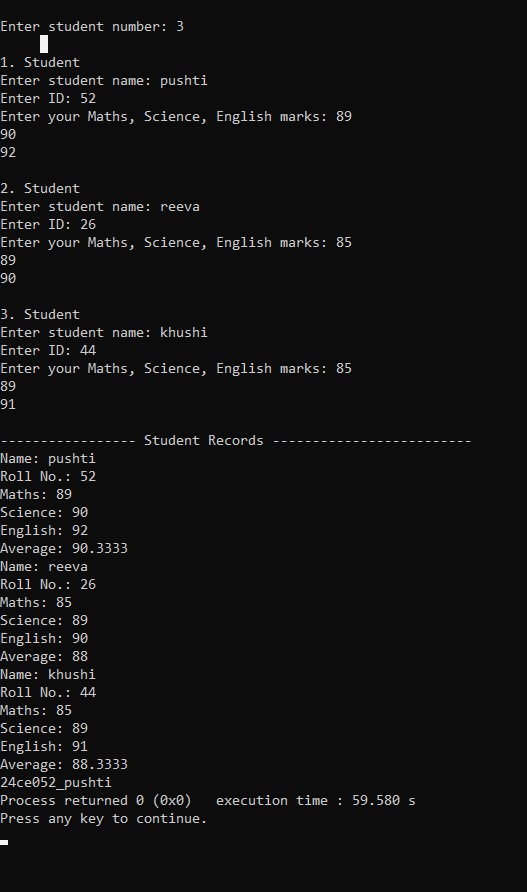 Enter student number: 3
1. Student
Enter student name: pushti
Enter ID: 52
Enter your Maths, Science, English marks: 89
90
92
2. Student
Enter student name: reeva
Enter ID: 26
Enter your Maths, Science, English marks: 85
89
90
3. Student
Enter student name: khushi
Enter ID: 44
Enter your Maths, Science, English marks: 85
89
91
----------------- Student Records -------------------------
Name: pushti
Roll No.: 52
Maths: 89
Science: 90
English: 92
Average: 90.3333
Name: reeva
Roll No.: 26
Maths: 85
Science: 89
English: 90
Average: 88
Name: khushi
Roll No.: 44
Maths: 85
Science: 89
English: 91
Average: 88.3333
24ce052_pushti
Process returned 0 (0x0)   execution time : 59.580 s
Press any key to continue.